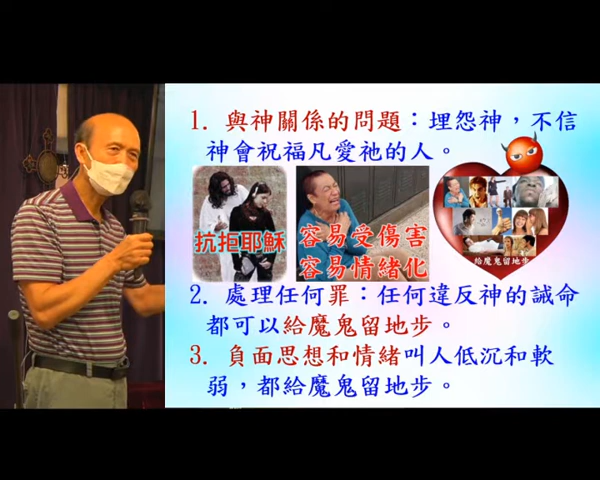 1. 與神關係的問題：埋怨神，不信
神會祝福凡愛祂的人。
抗拒耶穌
容易受傷害
容易情緒化
給魔鬼留地步
2. 處理任何罪：任何違反神的誡命
都可以給魔鬼留地步。
3. 負面思想和情緒叫人低沉和軟
弱，都給魔鬼留地步。